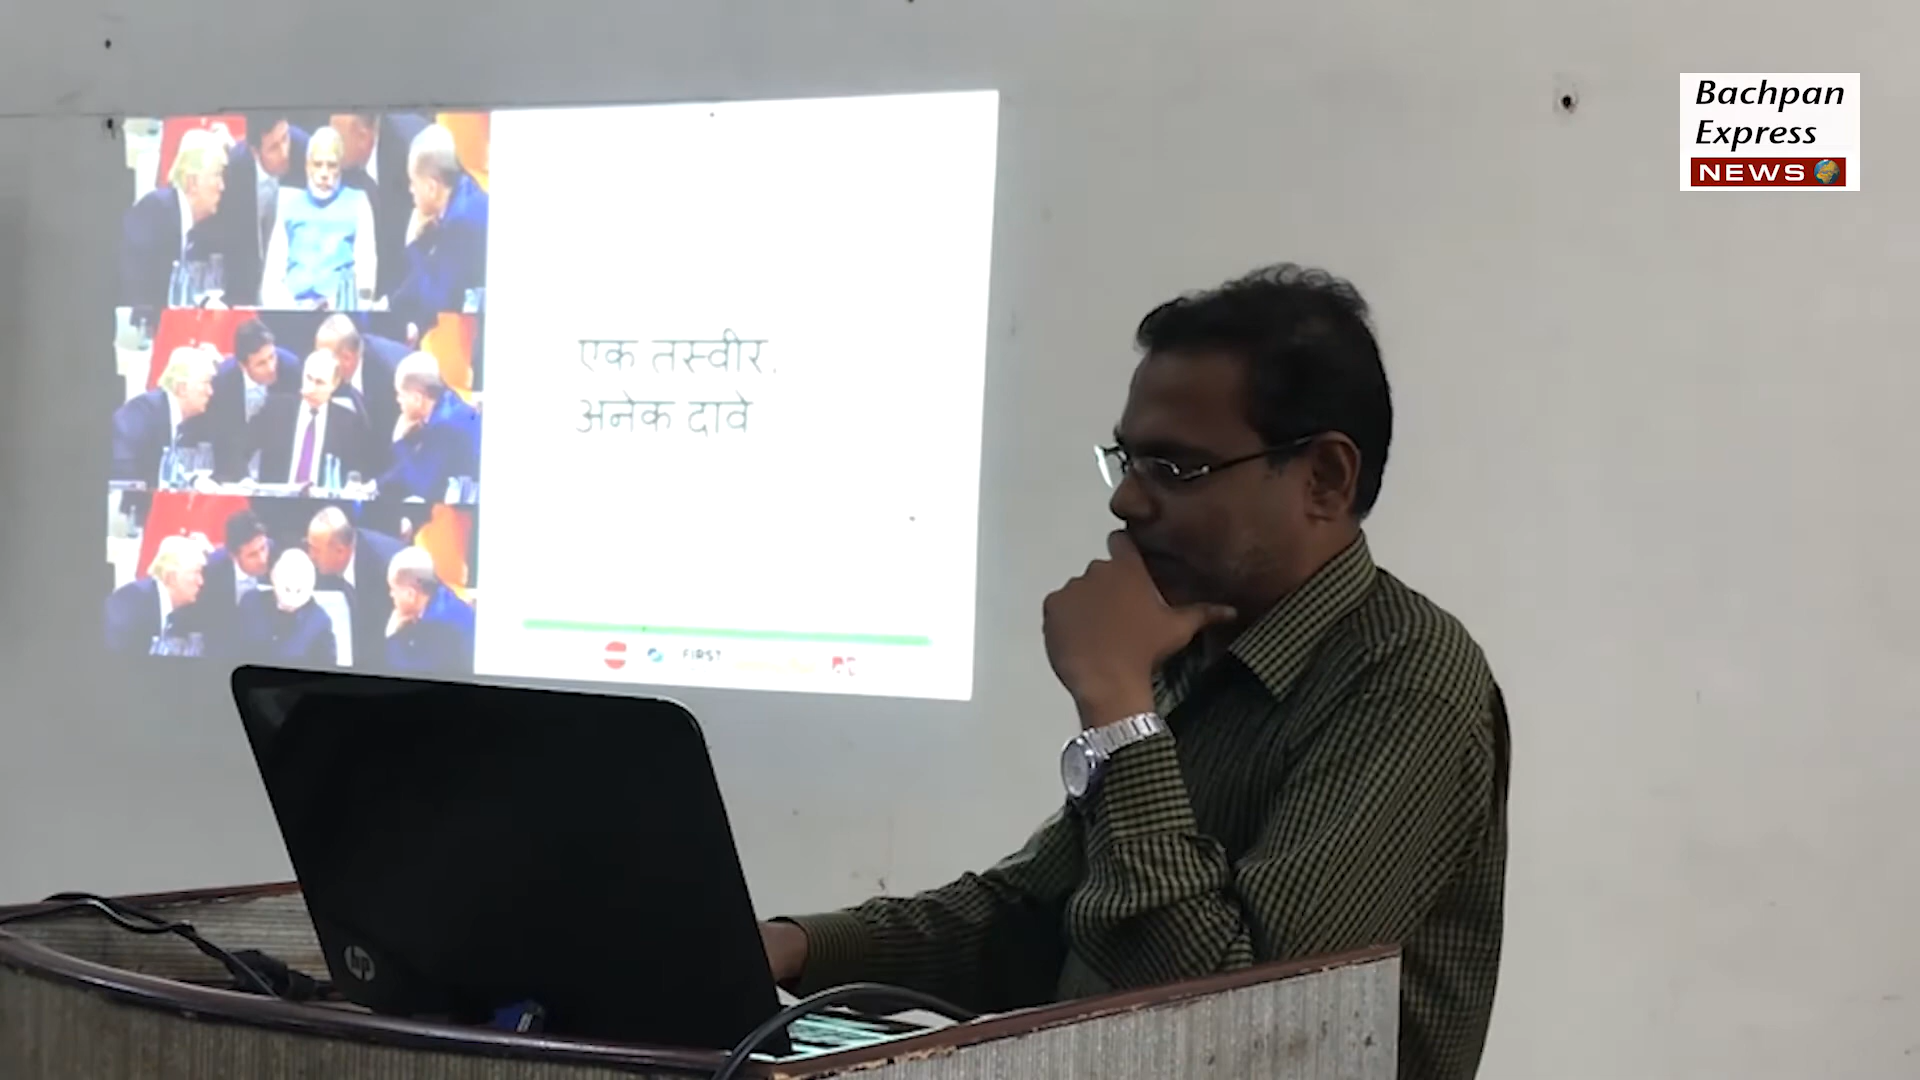 Bachpan
Express
NEWS
एक तस्वीर,
अनेक दावे
FIRST
hp